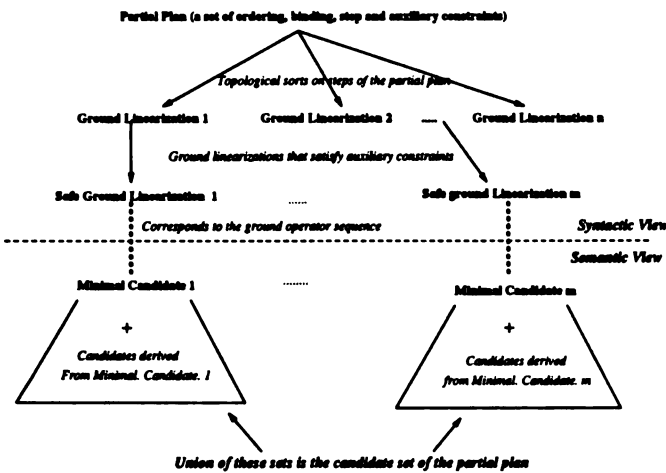 Partial Plan (a set of ordering, binding, step and auxiliary constraints)
Topological sorts on steps of the partial plan
Ground Linearization 1 Ground Linearization 2 ..... Ground Linearization n
Ground linearizations that satisfy auxiliary constraints
Safe Ground Linearization 1 ...... Safe ground Linearization m
Corresponds to the ground operator sequence
Syntactic View
Semantic View
Minimal Candidate 1 ........ Minimal Candidate m
+ +
Candidates derived Candidates derived
From Minimal. Candidate. 1 from Minimal. Candidate. m
Union of these sets is the candidate set of the partial plan